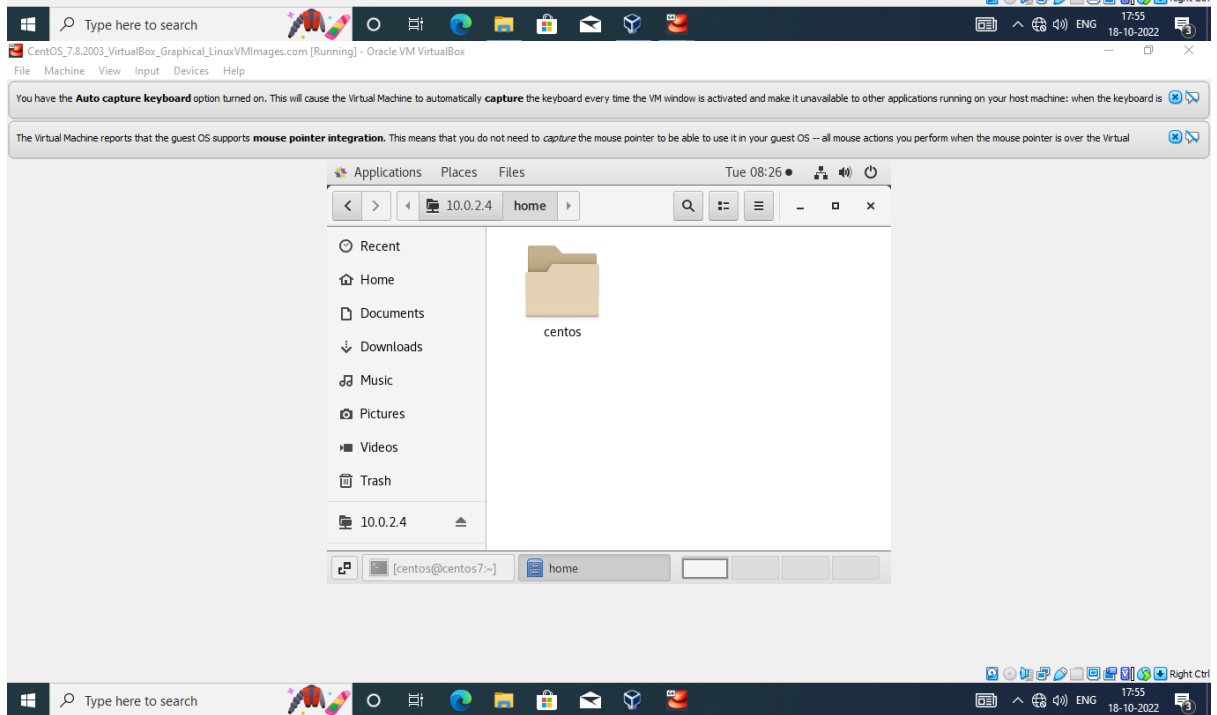 Right Ctrl
Type here to search
ENG
17:55
18-10-2022
3
CentOS_7.8.2003_VirtualBox_Graphical_LinuxVMImages.com [Running] - Oracle VM VirtualBox
File Machine View Input Devices Help
You have the Auto capture keyboard option turned on. This will cause the Virtual Machine to automatically capture the keyboard every time the VM window is activated and make it unavailable to other applications running on your host machine: when the keyboard is
The Virtual Machine reports that the guest OS supports mouse pointer integration. This means that you do not need to capture the mouse pointer to be able to use it in your guest OS -- all mouse actions you perform when the mouse pointer is over the Virtual
Applications Places Files Tue 08:26
10.0.2.4 home
Recent
Home
Documents
Downloads
Music
Pictures
Videos
Trash
10.0.2.4
centos
[centos@centos7:~] home
Right Ctrl
Type here to search
ENG
17:55
18-10-2022
3